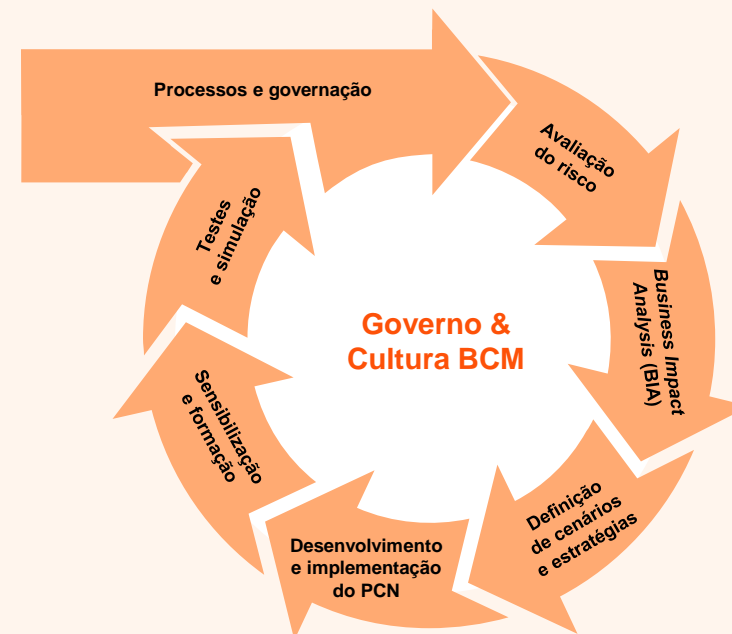 Processos e governação
Avaliação
do risco
Business Impact
Analysis (BIA)
Definição
de cenários
e estratégias
Desenvolvimento
e implementação
do PCN
Sensibilização
e formação
Testes
e simulação
Governo &
Cultura BCM